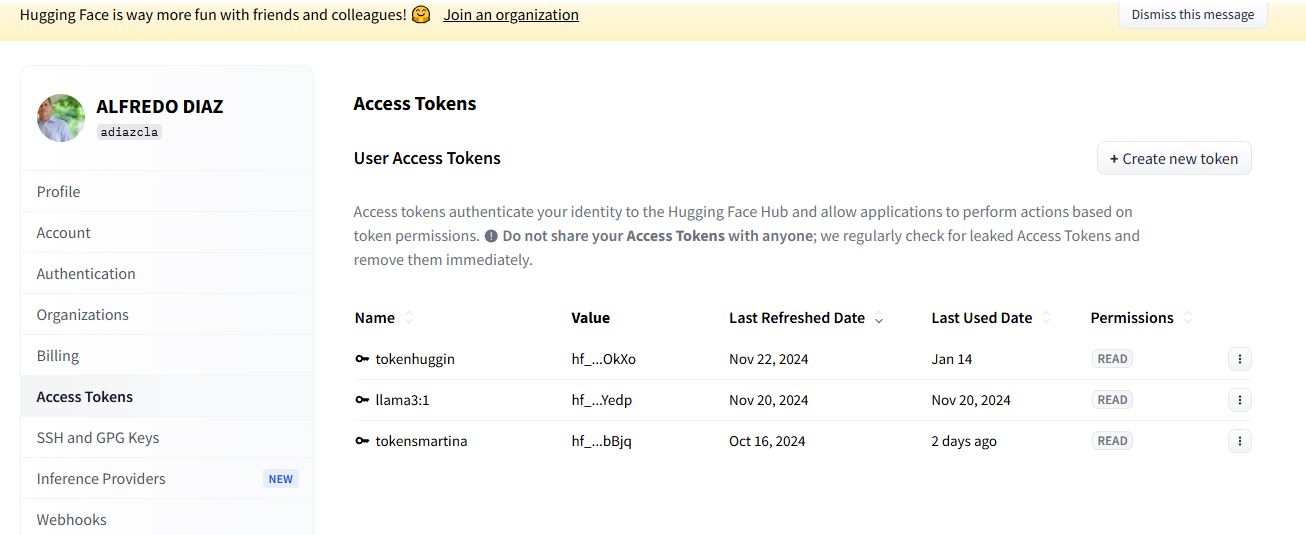 Hugging Face is way more fun with friends and colleagues! 🤗 Join an organization
Dismiss this message
ALFREDO DIAZ
adiazcla
Profile
Account
Authentication
Organizations
Billing
Access Tokens
SSH and GPG Keys
Inference Providers NEW
Webhooks
Access Tokens
User Access Tokens
+ Create new token
Access tokens authenticate your identity to the Hugging Face Hub and allow applications to perform actions based on
token permissions. Do not share your Access Tokens with anyone; we regularly check for leaked Access Tokens and
remove them immediately.
Name Value Last Refreshed Date Last Used Date Permissions
tokenhuggin hf_...OkXo Nov 22, 2024 Jan 14 READ
llama3:1 hf_...Yedp Nov 20, 2024 Nov 20, 2024 READ
tokensmartina hf_...bBjq Oct 16, 2024 2 days ago READ